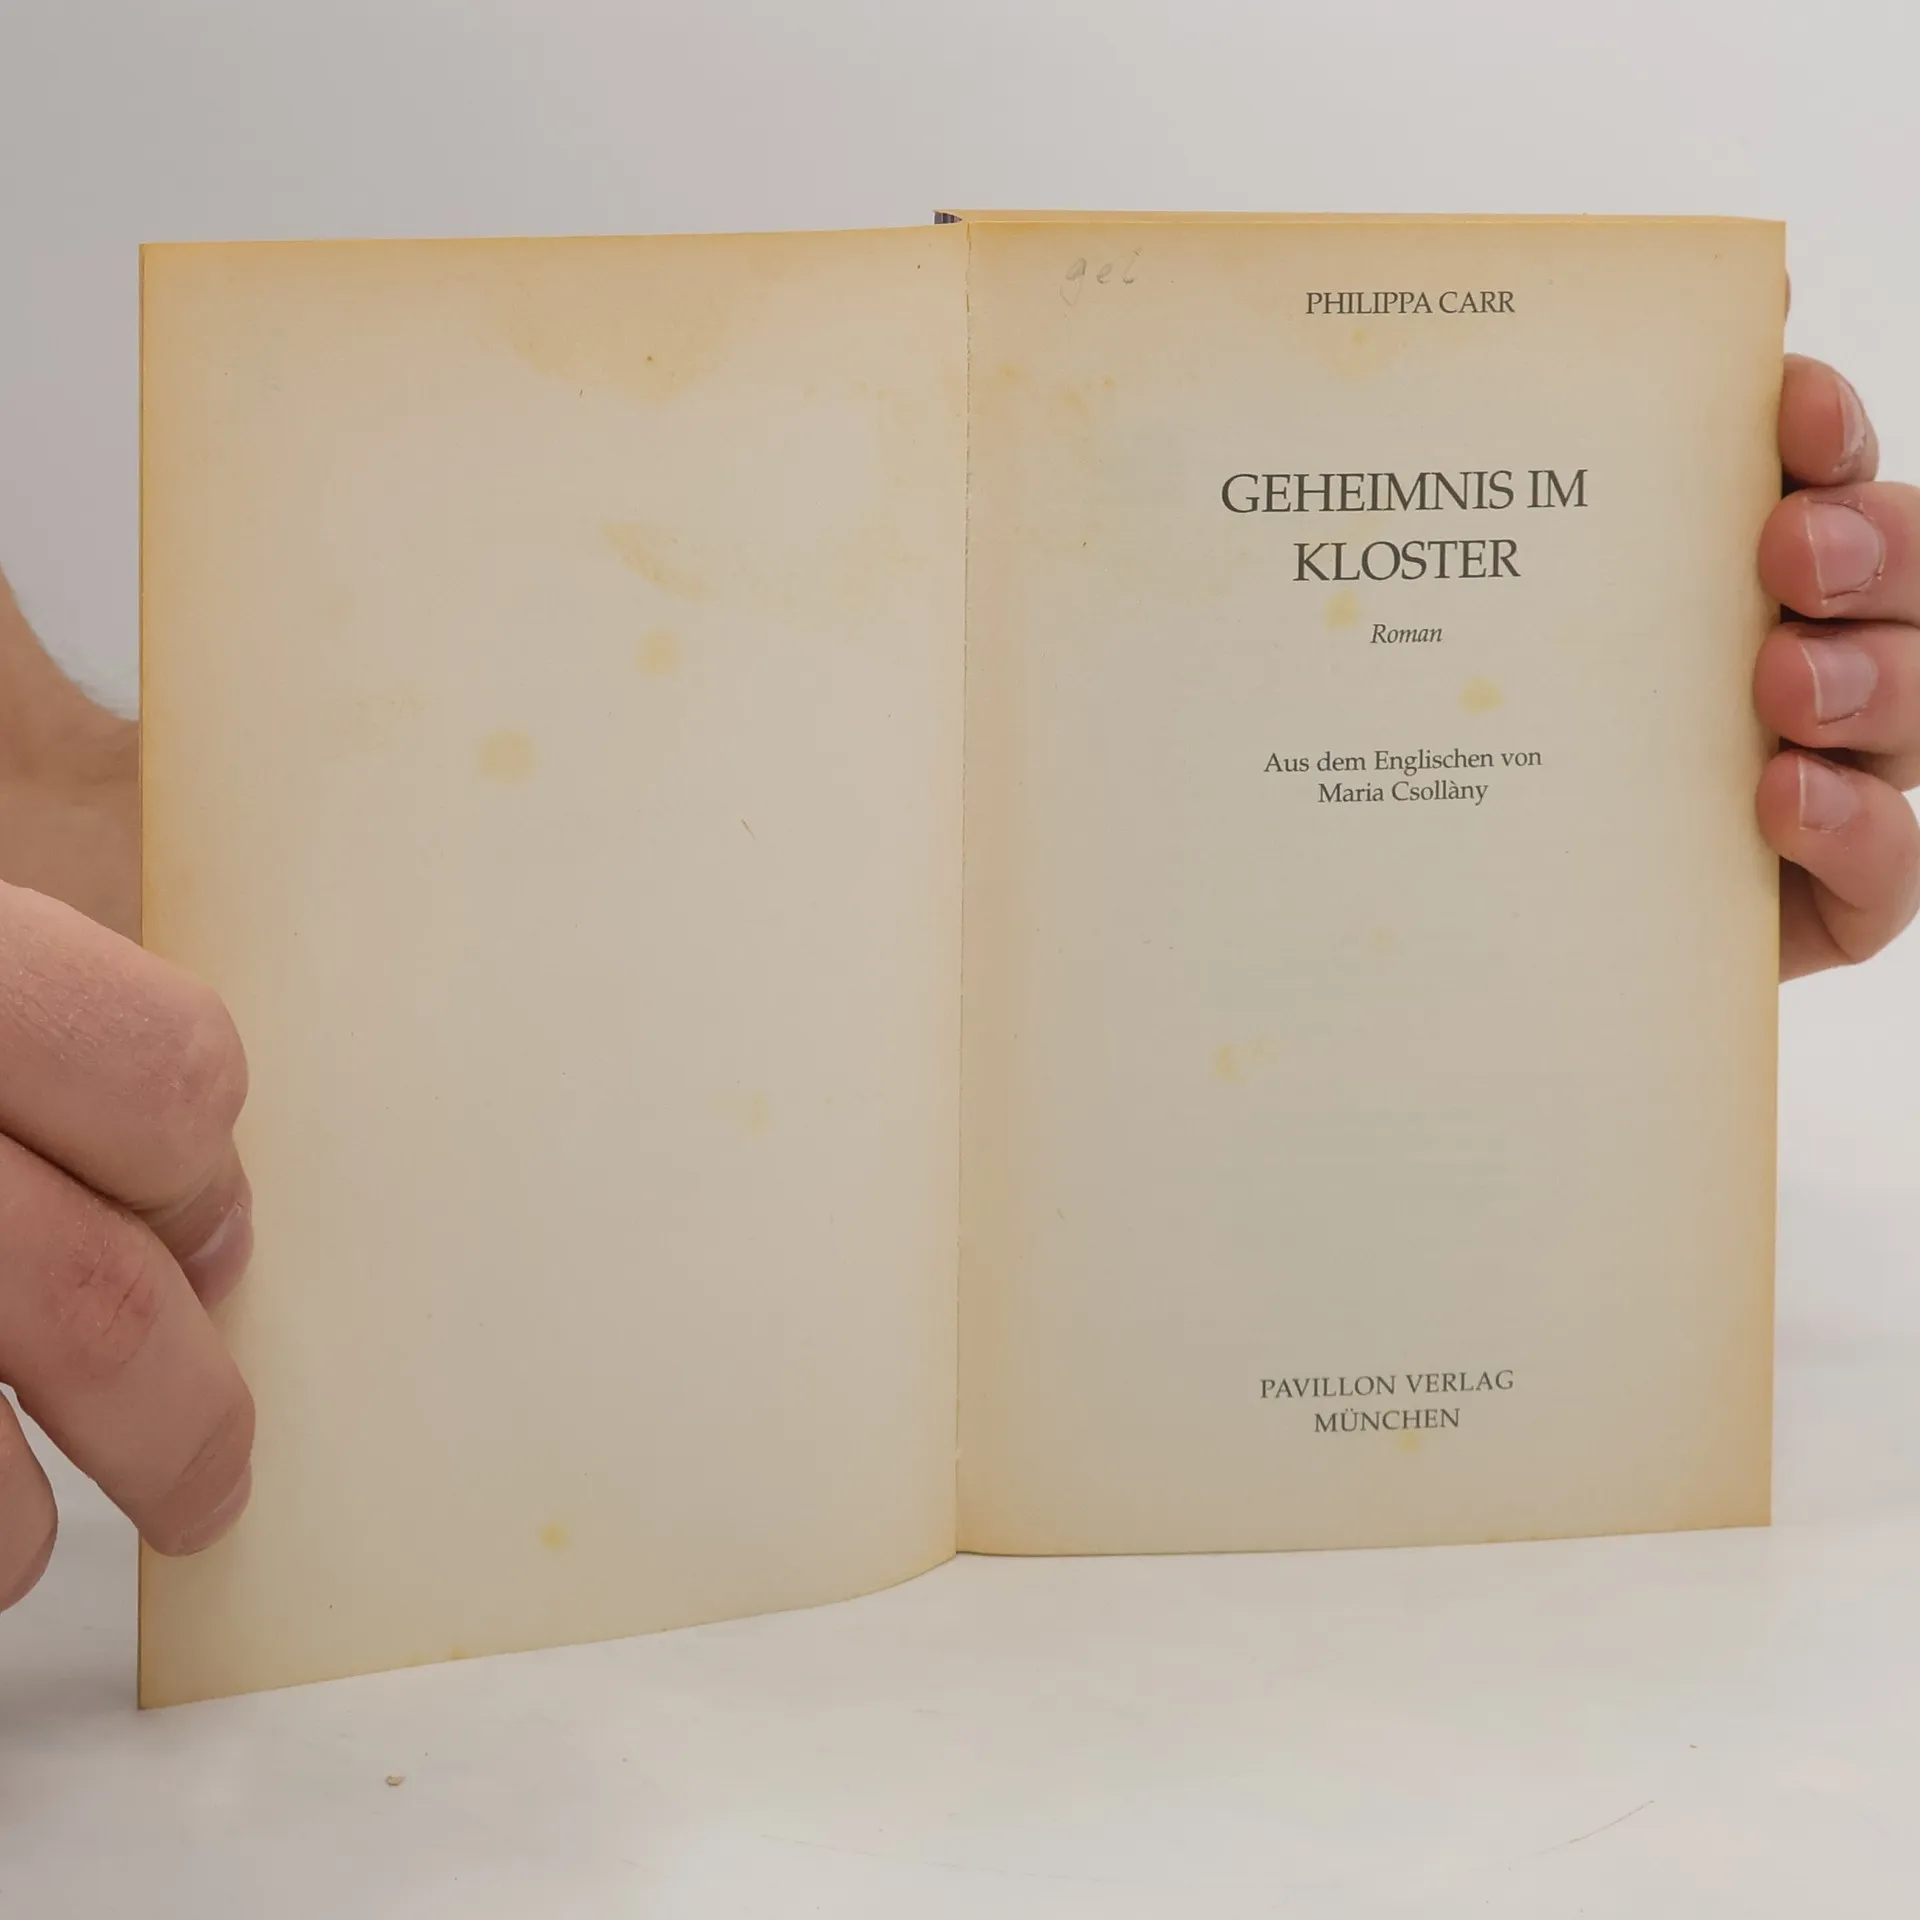 gel
PHILIPPA CARR
GEHEIMNIS IM
KLOSTER
Roman
Aus dem Englischen von
Maria Csollàny
PAVILLON VERLAG
MÜNCHEN